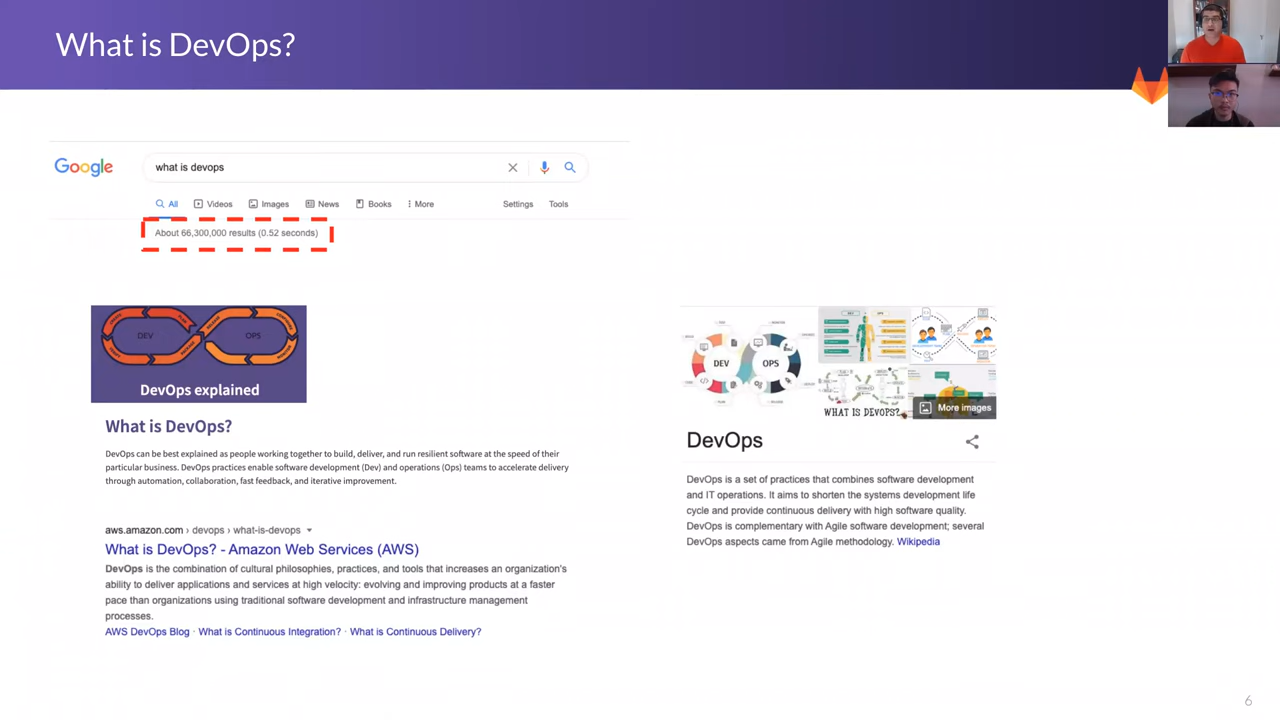 What is DevOps?
Google
what is devops
All Videos Images News Books More Settings Tools
About 66,300,000 results (0.52 seconds)
DEV OPS
DevOps explained
What is DevOps?
DevOps can be best explained as people working together to build, deliver, and run resilient software at the speed of their
particular business. DevOps practices enable software development (Dev) and operations (Ops) teams to accelerate delivery
through automation, collaboration, fast feedback, and iterative improvement.
aws.amazon.com › devops › what-is-devops
What is DevOps? - Amazon Web Services (AWS)
DevOps is the combination of cultural philosophies, practices, and tools that increases an organization's
ability to deliver applications and services at high velocity: evolving and improving products at a faster
pace than organizations using traditional software development and infrastructure management
processes.
AWS DevOps Blog · What is Continuous Integration? · What is Continuous Delivery?
DEV OPS
WHAT IS DEVOPS?
More images
DevOps
DevOps is a set of practices that combines software development
and IT operations. It aims to shorten the systems development life
cycle and provide continuous delivery with high software quality.
DevOps is complementary with Agile software development; several
DevOps aspects came from Agile methodology. Wikipedia
6